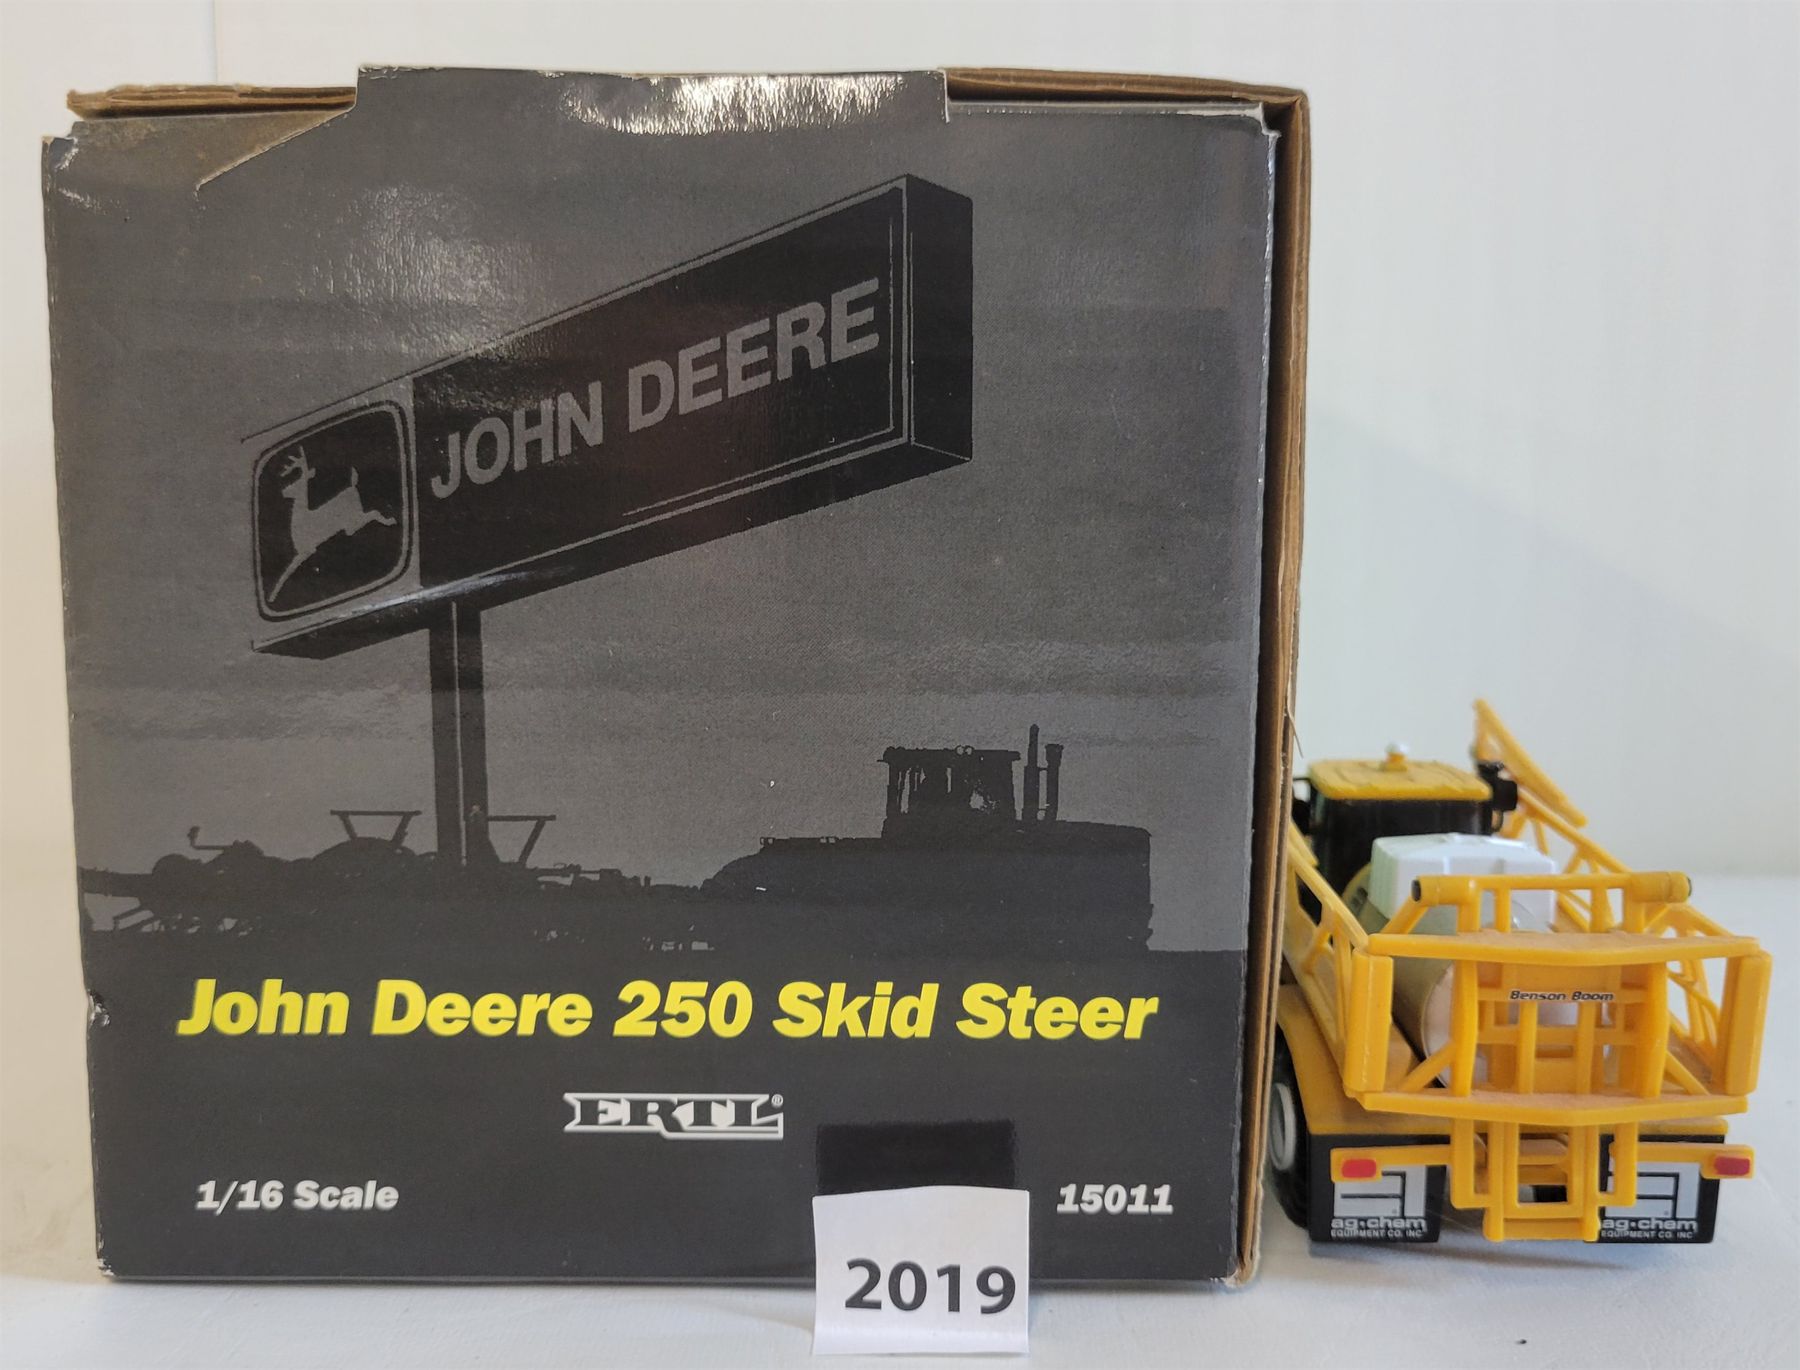 JOHN DEERE
John Deere 250 Skid Steer
ERTL®
1/16 Scale
15011
2019
Benson Boom
ag•chem
EQUIPMENT CO. INC
ag•chem
EQUIPMENT CO. INC